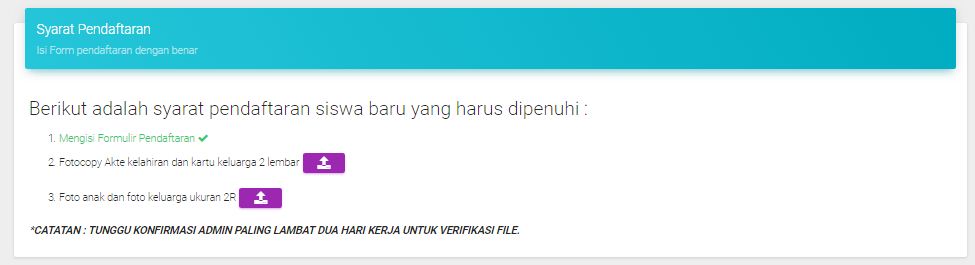 Syarat Pendaftaran
Isi Form pendaftaran dengan benar
Berikut adalah syarat pendaftaran siswa baru yang harus dipenuhi :
1. Mengisi Formulir Pendaftaran ✔
2. Fotocopy Akte kelahiran dan kartu keluarga 2 lembar
3. Foto anak dan foto keluarga ukuran 2R
*CATATAN : TUNGGU KONFIRMASI ADMIN PALING LAMBAT DUA HARI KERJA UNTUK VERIFIKASI FILE.